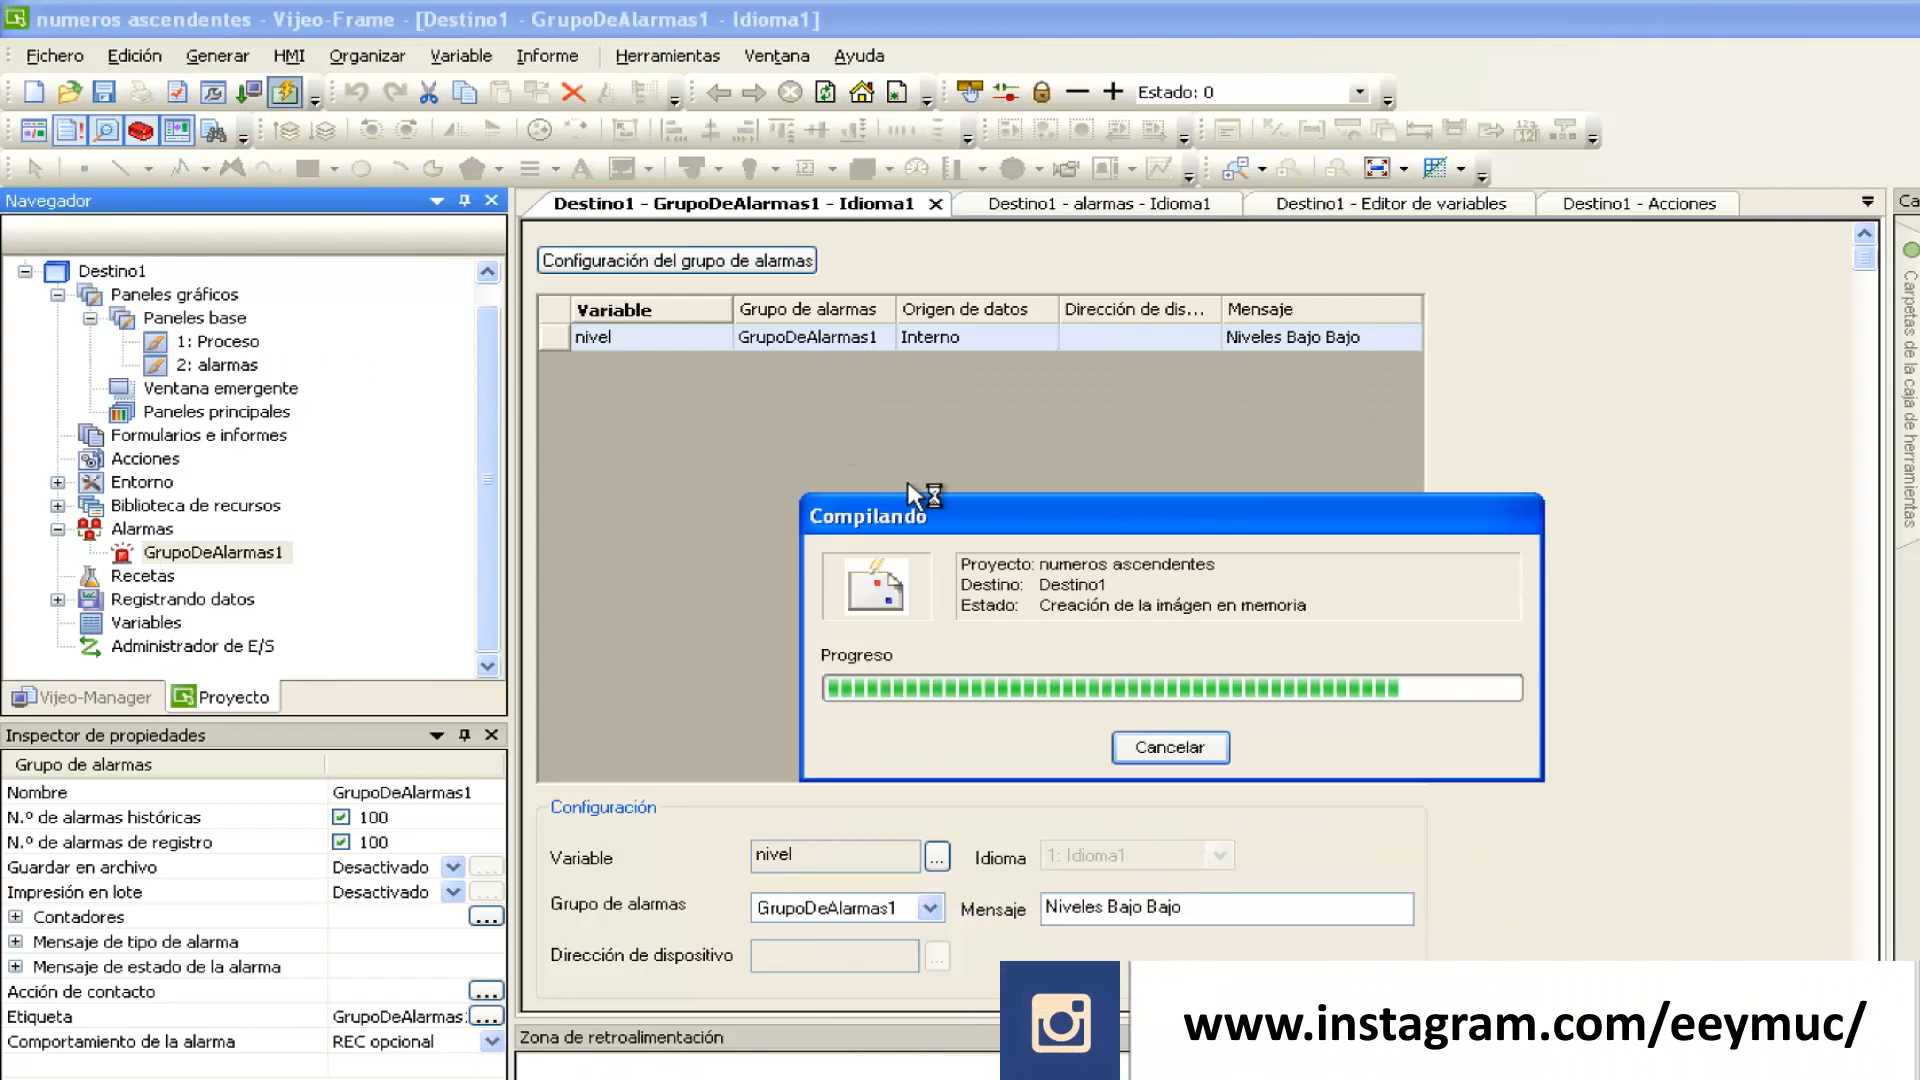 numeros ascendentes - Vijeo-Frame - [Destino1 - GrupoDeAlarmas1 - Idioma1]
Fichero Edición Generar HMI Organizar Variable Informe Herramientas Ventana Ayuda
Estado: 0
Navegador
Destino1
Paneles gráficos
Paneles base
1: Proceso
2: alarmas
Ventana emergente
Paneles principales
Formularios e informes
Acciones
Entorno
Biblioteca de recursos
Alarmas
GrupoDeAlarmas1
Recetas
Registrando datos
Variables
Administrador de E/S
Vijeo-Manager Proyecto
Inspector de propiedades
Grupo de alarmas
Nombre GrupoDeAlarmas1
N.º de alarmas históricas 100
N.º de alarmas de registro 100
Guardar en archivo Desactivado
Impresión en lote Desactivado
Contadores ...
Mensaje de tipo de alarma
Mensaje de estado de la alarma
Acción de contacto ...
Etiqueta GrupoDeAlarmas: ...
Comportamiento de la alarma REC opcional
Destino1 - GrupoDeAlarmas1 - Idioma1 Destino1 - alarmas - Idioma1 Destino1 - Editor de variables Destino1 - Acciones
Configuración del grupo de alarmas
Variable Grupo de alarmas Origen de datos Dirección de dis... Mensaje
nivel GrupoDeAlarmas1 Interno Niveles Bajo Bajo
Compilando
Proyecto: numeros ascendentes
Destino: Destino1
Estado: Creación de la imágen en memoria
Progreso
Cancelar
Configuración
Variable nivel ... Idioma 1: Idioma1
Grupo de alarmas GrupoDeAlarmas1 Mensaje Niveles Bajo Bajo
Dirección de dispositivo ...
Zona de retroalimentación
Ca
Carpetas de la caja de herramientas
www.instagram.com/eeymuc/